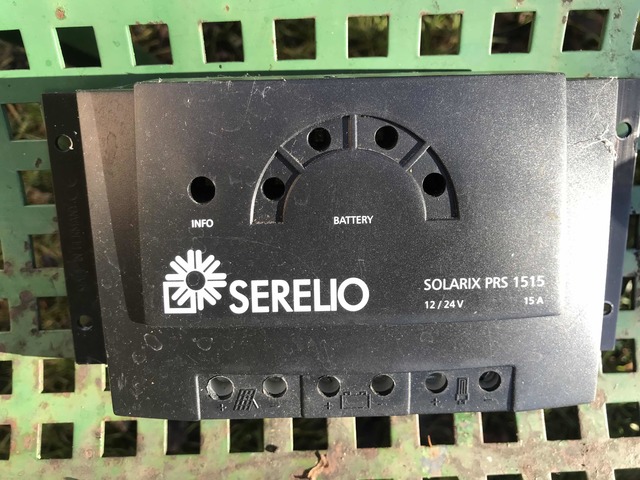 INFO
BATTERY
SERELIO
SOLARIX PRS 1515
12 / 24 V 15 A
+ - + - + -